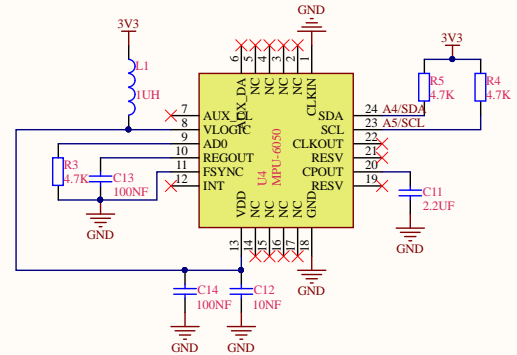 GND
3V3
3V3
6 5 4 3 2 1
L1
1UH
AUX_DA
NC
NC
NC
NC
CLKIN
R5
4.7K
R4
4.7K
7 AUX_CL
SDA 24 A4/SDA
8 VLOGIC
SCL 23 A5/SCL
9 AD0
CLKOUT 22
10 REGOUT
RESV 21
11 FSYNC
CPOUT 20
12 INT
RESV 19
U4
MPU-6050
R3
4.7K
C13
100NF
GND
C11
2.2UF
GND
VDD
NC
NC
NC
NC
GND
13 14 15 16 17 18
GND
C14
100NF
C12
10NF
GND
GND